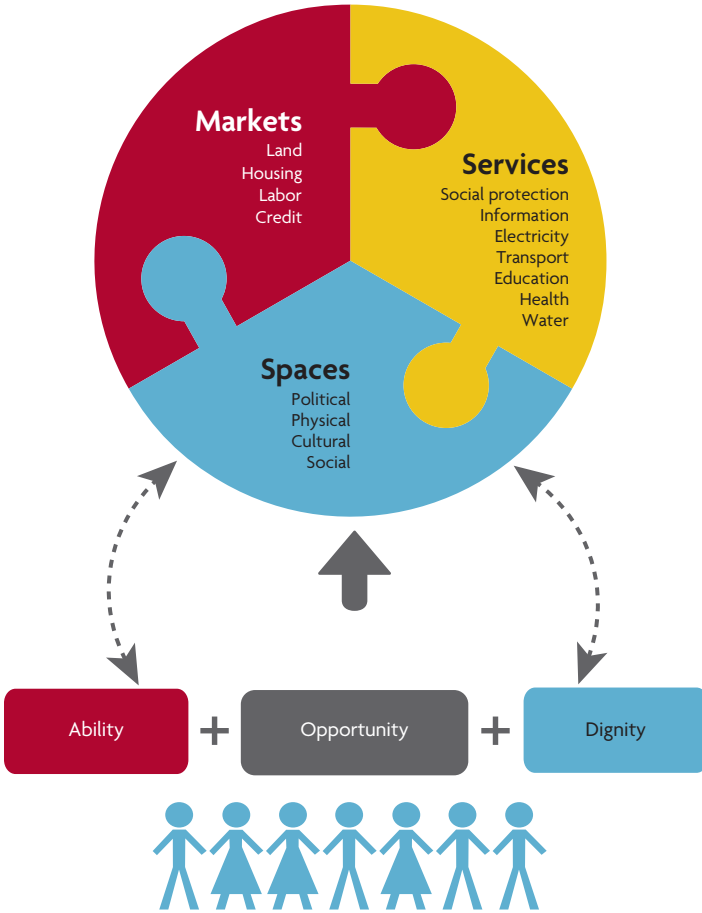 Markets
Land
Housing
Labor
Credit
Services
Social protection
Information
Electricity
Transport
Education
Health
Water
Spaces
Political
Physical
Cultural
Social
Ability + Opportunity + Dignity